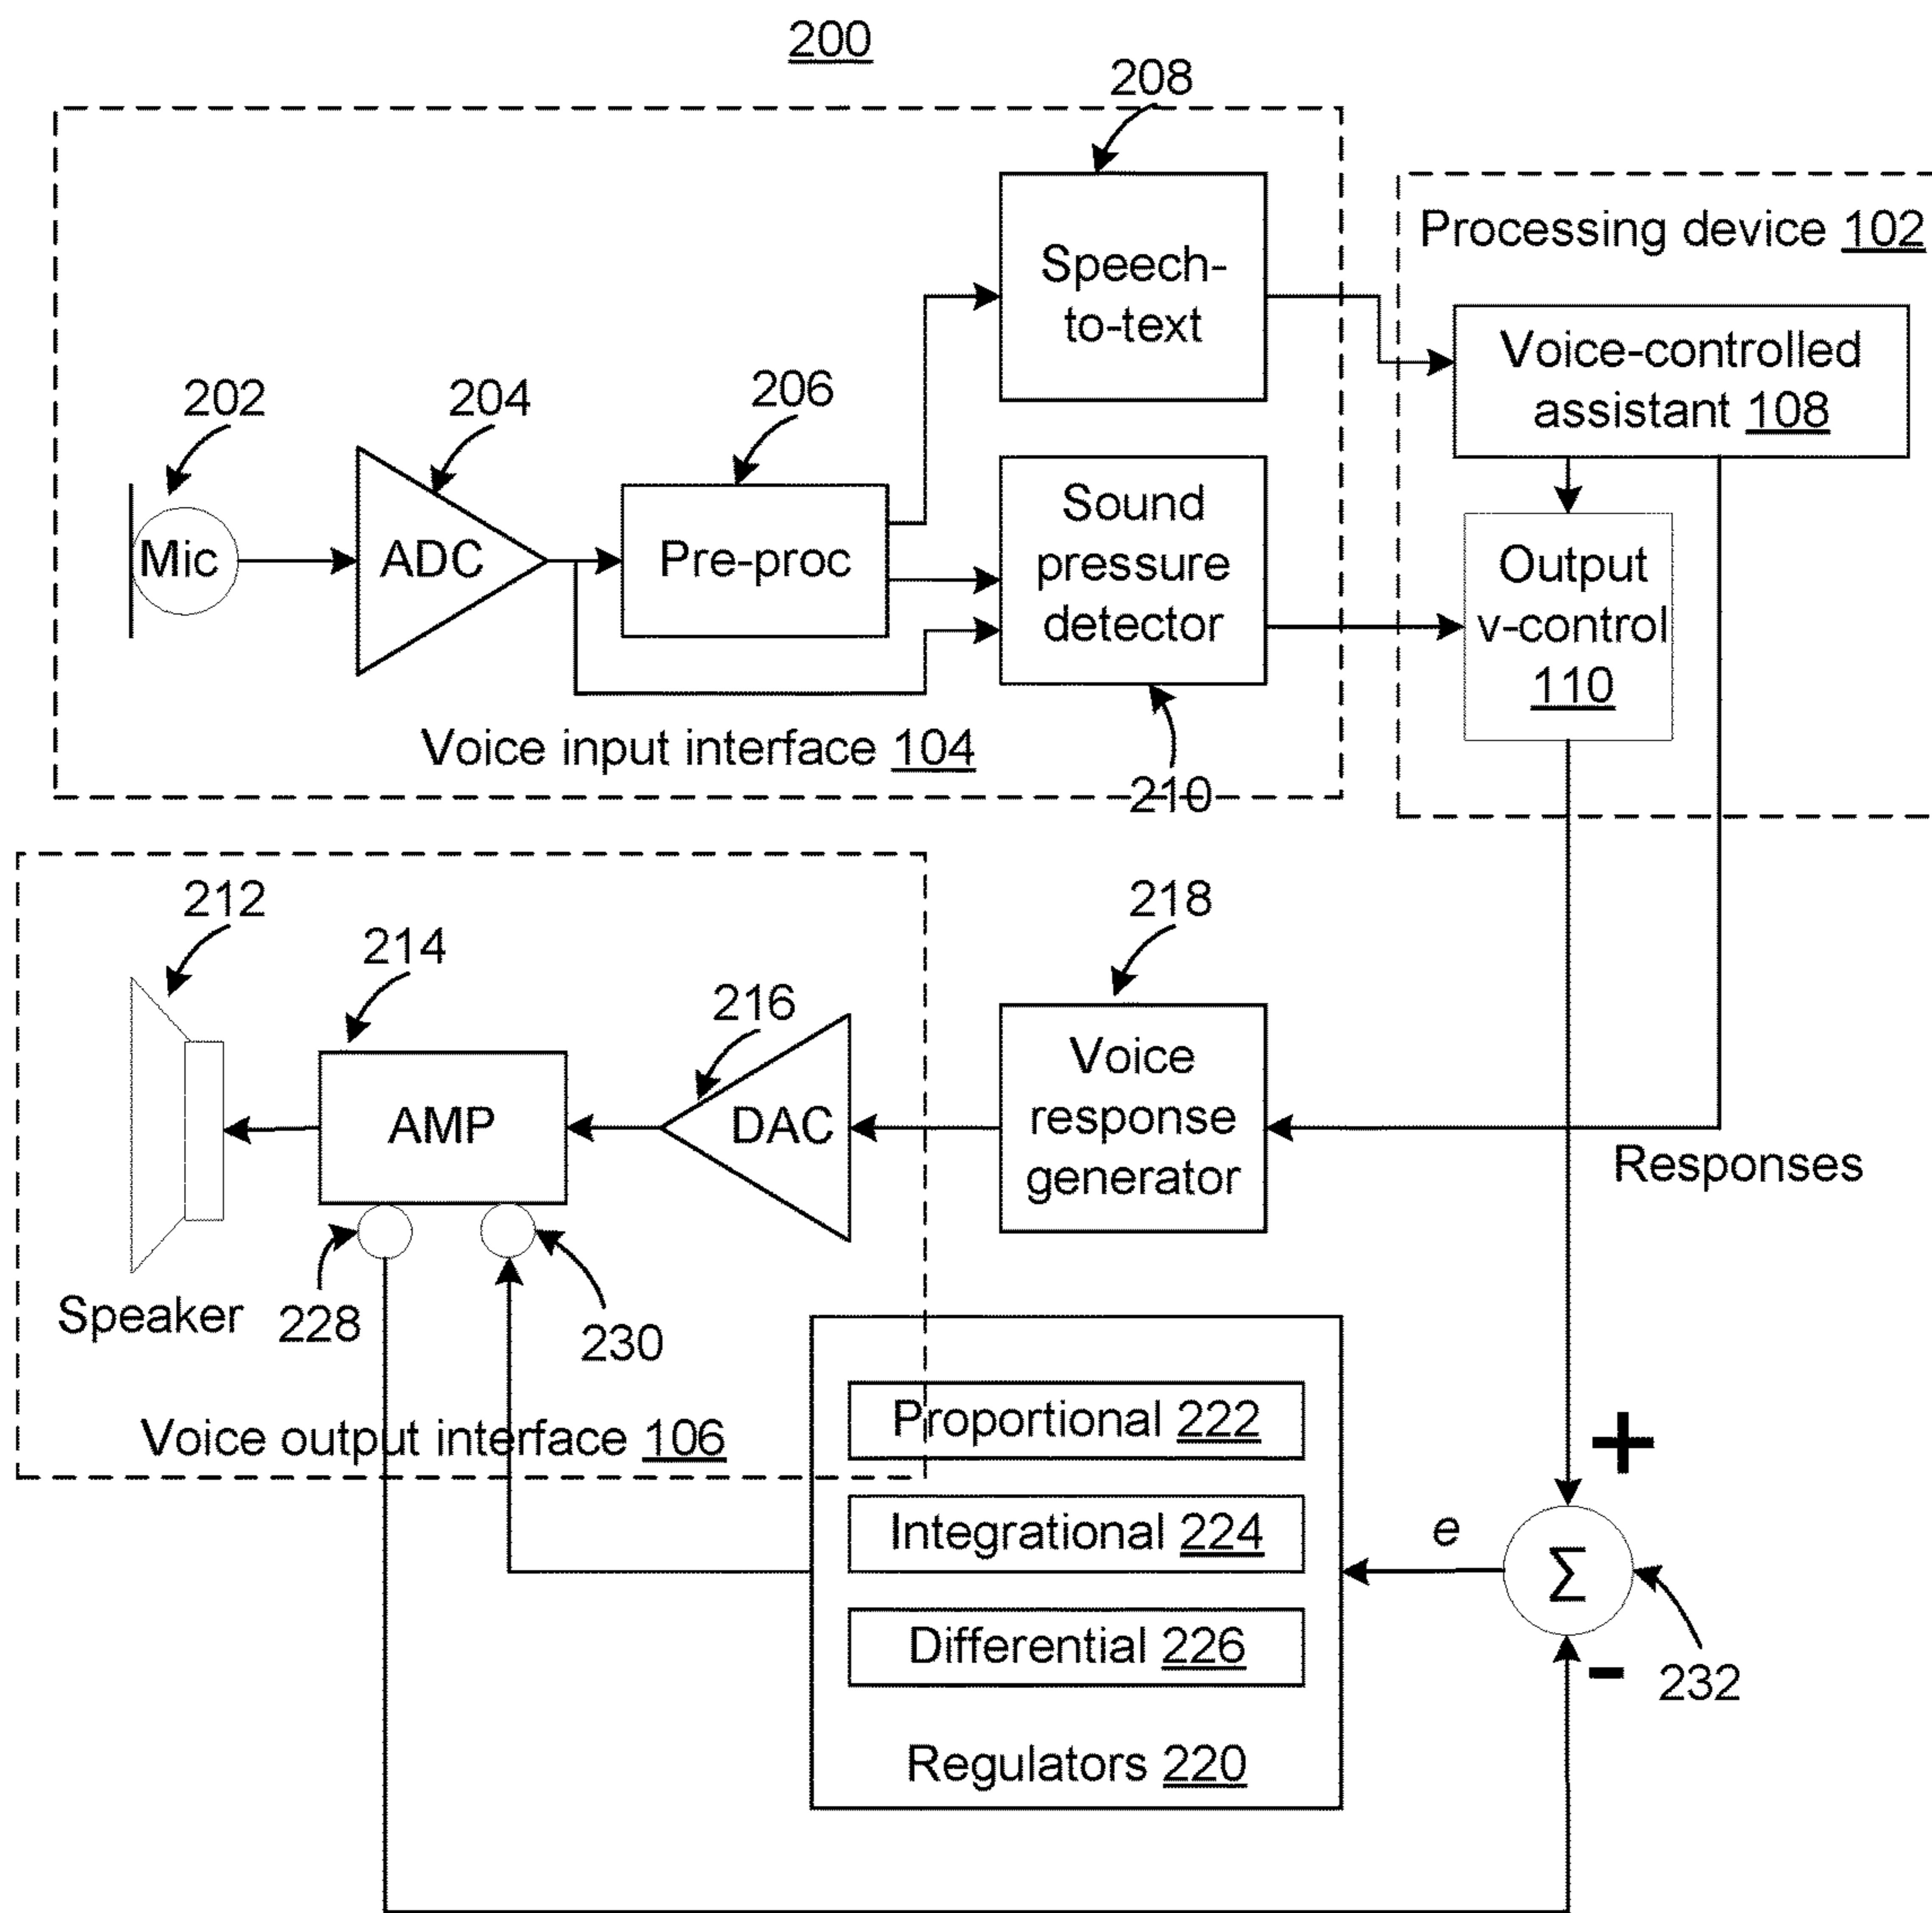 200
208
Processing device 102
Speech-
to-text
Voice-controlled
assistant 108
202
204
206
Mic
ADC
Pre-proc
Sound
pressure
detector
Output
v-control
110
Voice input interface 104
210
212
214
216
218
AMP
DAC
Voice
response
generator
Responses
Speaker
228
230
Voice output interface 106
Proportional 222
Integrational 224
Differential 226
Regulators 220
+
e
Σ
-
232